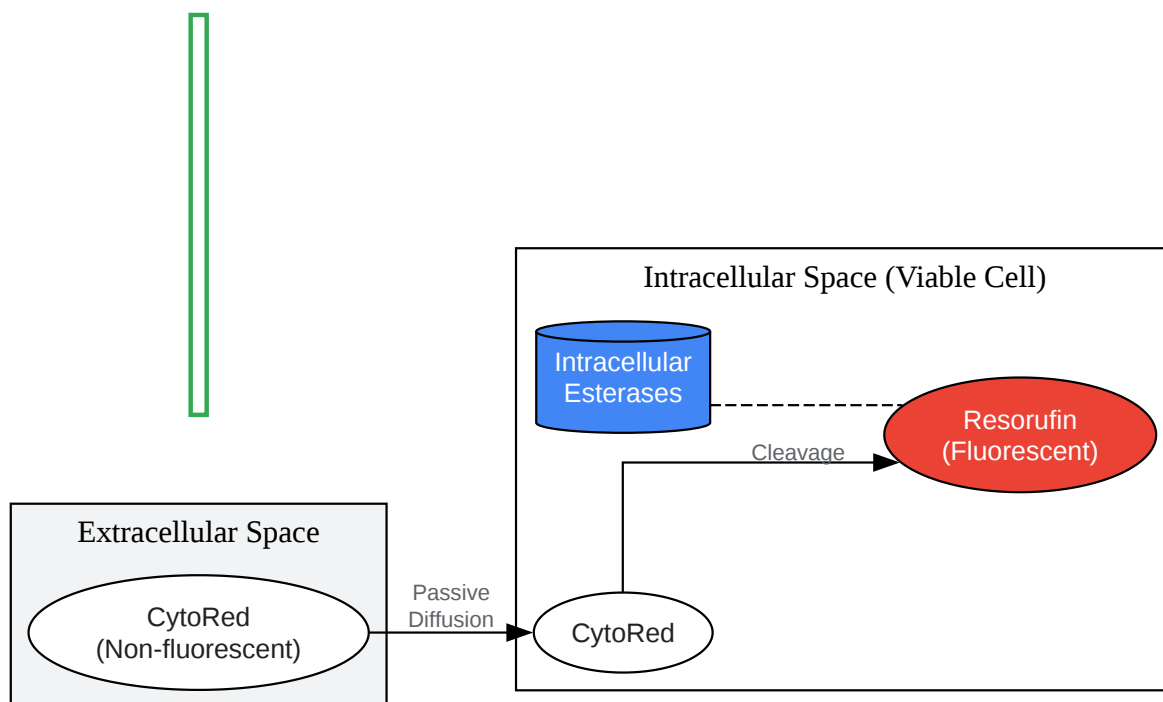 Intracellular Space (Viable Cell)
Intracellular
Esterases
Resorufin
(Fluorescent)
Cleavage
Extracellular Space
CytoRed
(Non-fluorescent)
Passive
Diffusion
CytoRed